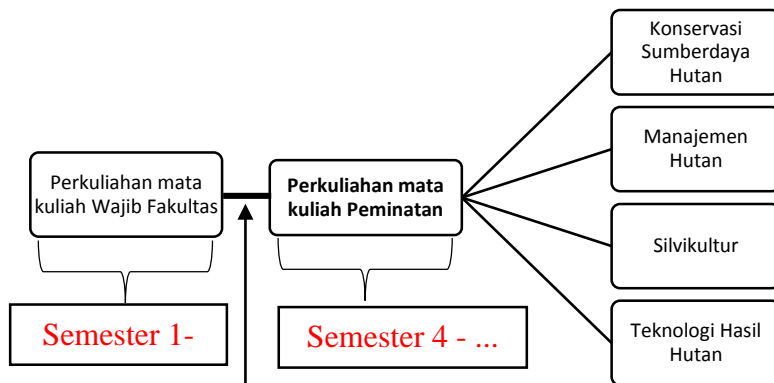 Konservasi
Sumberdaya
Hutan
Manajemen
Hutan
Perkuliahan mata
kuliah Wajib Fakultas
Perkuliahan mata
kuliah Peminatan
Silvikultur
Semester 1-
Semester 4 - ...
Teknologi Hasil
Hutan